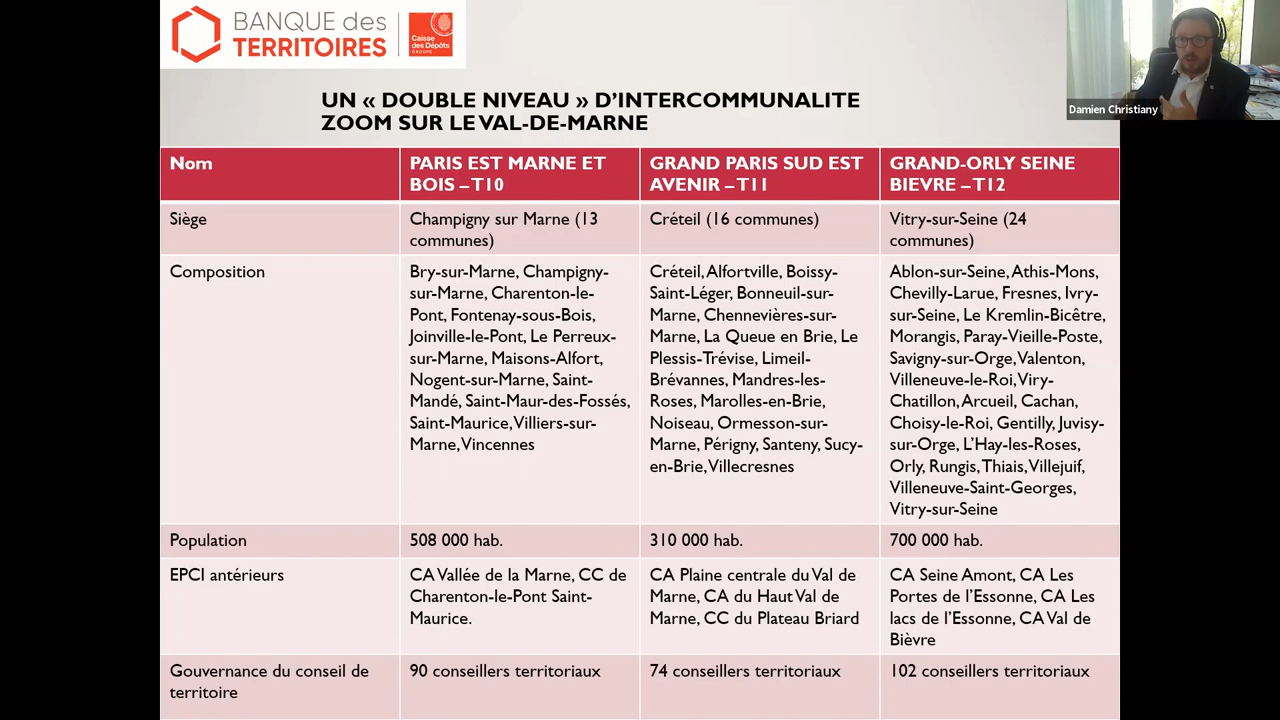 BANQUE des
TERRITOIRES
Caisse
des Dépôts
GROUPE
Damien Christiany
UN « DOUBLE NIVEAU » D’INTERCOMMUNALITE
ZOOM SUR LE VAL-DE-MARNE
Nom
PARIS EST MARNE ET
BOIS – T10
GRAND PARIS SUD EST
AVENIR – T11
GRAND-ORLY SEINE
BIEVRE – T12
Siège
Champigny sur Marne (13
communes)
Créteil (16 communes)
Vitry-sur-Seine (24
communes)
Composition
Bry-sur-Marne, Champigny-
sur-Marne, Charenton-le-
Pont, Fontenay-sous-Bois,
Joinville-le-Pont, Le Perreux-
sur-Marne, Maisons-Alfort,
Nogent-sur-Marne, Saint-
Mandé, Saint-Maur-des-Fossés,
Saint-Maurice, Villiers-sur-
Marne, Vincennes
Créteil, Alfortville, Boissy-
Saint-Léger, Bonneuil-sur-
Marne, Chennevières-sur-
Marne, La Queue en Brie, Le
Plessis-Trévise, Limeil-
Brévannes, Mandres-les-
Roses, Marolles-en-Brie,
Noiseau, Ormesson-sur-
Marne, Périgny, Santeny, Sucy-
en-Brie, Villecresnes
Ablon-sur-Seine, Athis-Mons,
Chevilly-Larue, Fresnes, Ivry-
sur-Seine, Le Kremlin-Bicêtre,
Morangis, Paray-Vieille-Poste,
Savigny-sur-Orge, Valenton,
Villeneuve-le-Roi, Viry-
Chatillon, Arcueil, Cachan,
Choisy-le-Roi, Gentilly, Juvisy-
sur-Orge, L’Hay-les-Roses,
Orly, Rungis, Thiais, Villejuif,
Villeneuve-Saint-Georges,
Vitry-sur-Seine
Population
508 000 hab.
310 000 hab.
700 000 hab.
EPCI antérieurs
CA Vallée de la Marne, CC de
Charenton-le-Pont Saint-
Maurice.
CA Plaine centrale du Val de
Marne, CA du Haut Val de
Marne, CC du Plateau Briard
CA Seine Amont, CA Les
Portes de l’Essonne, CA Les
lacs de l’Essonne, CA Val de
Bièvre
Gouvernance du conseil de
territoire
90 conseillers territoriaux
74 conseillers territoriaux
102 conseillers territoriaux